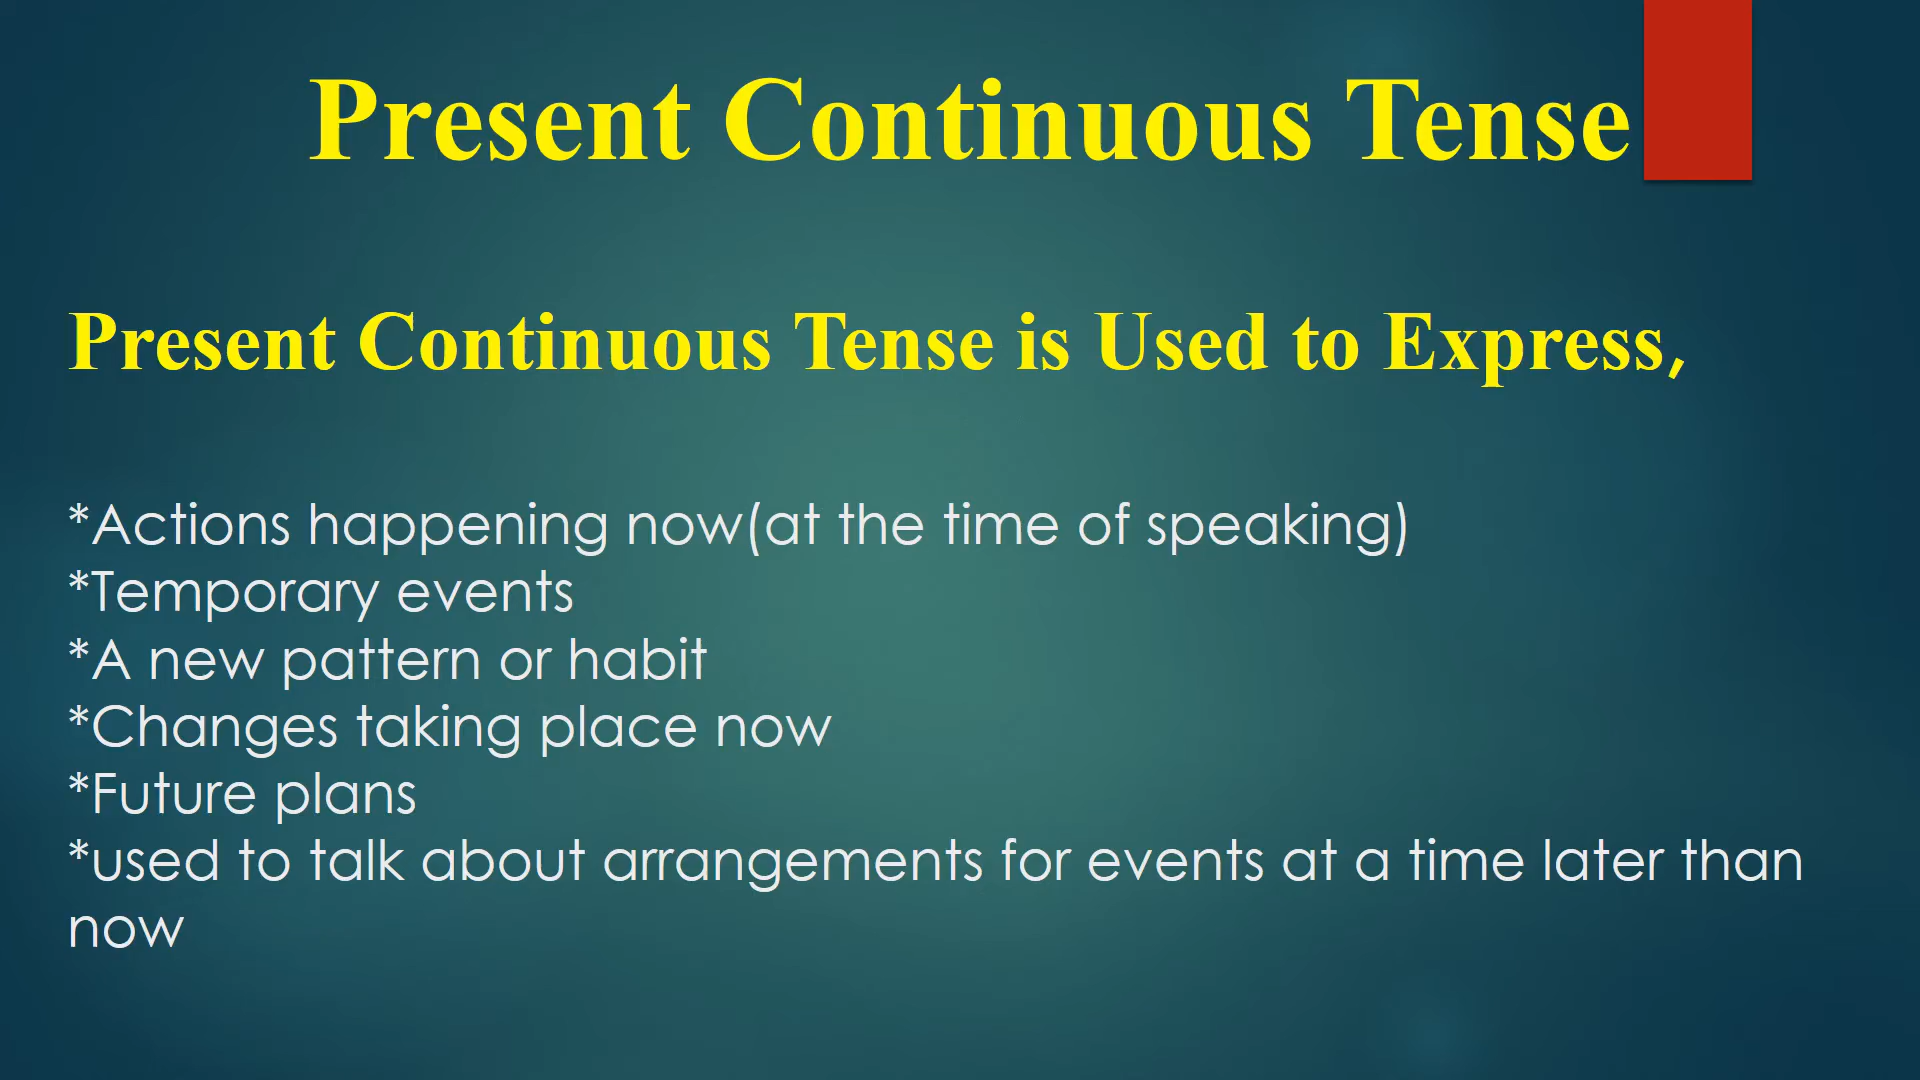 Present Continuous Tense
Present Continuous Tense is Used to Express,
*Actions happening now(at the time of speaking)
*Temporary events
*A new pattern or habit
*Changes taking place now
*Future plans
*used to talk about arrangements for events at a time later than
now